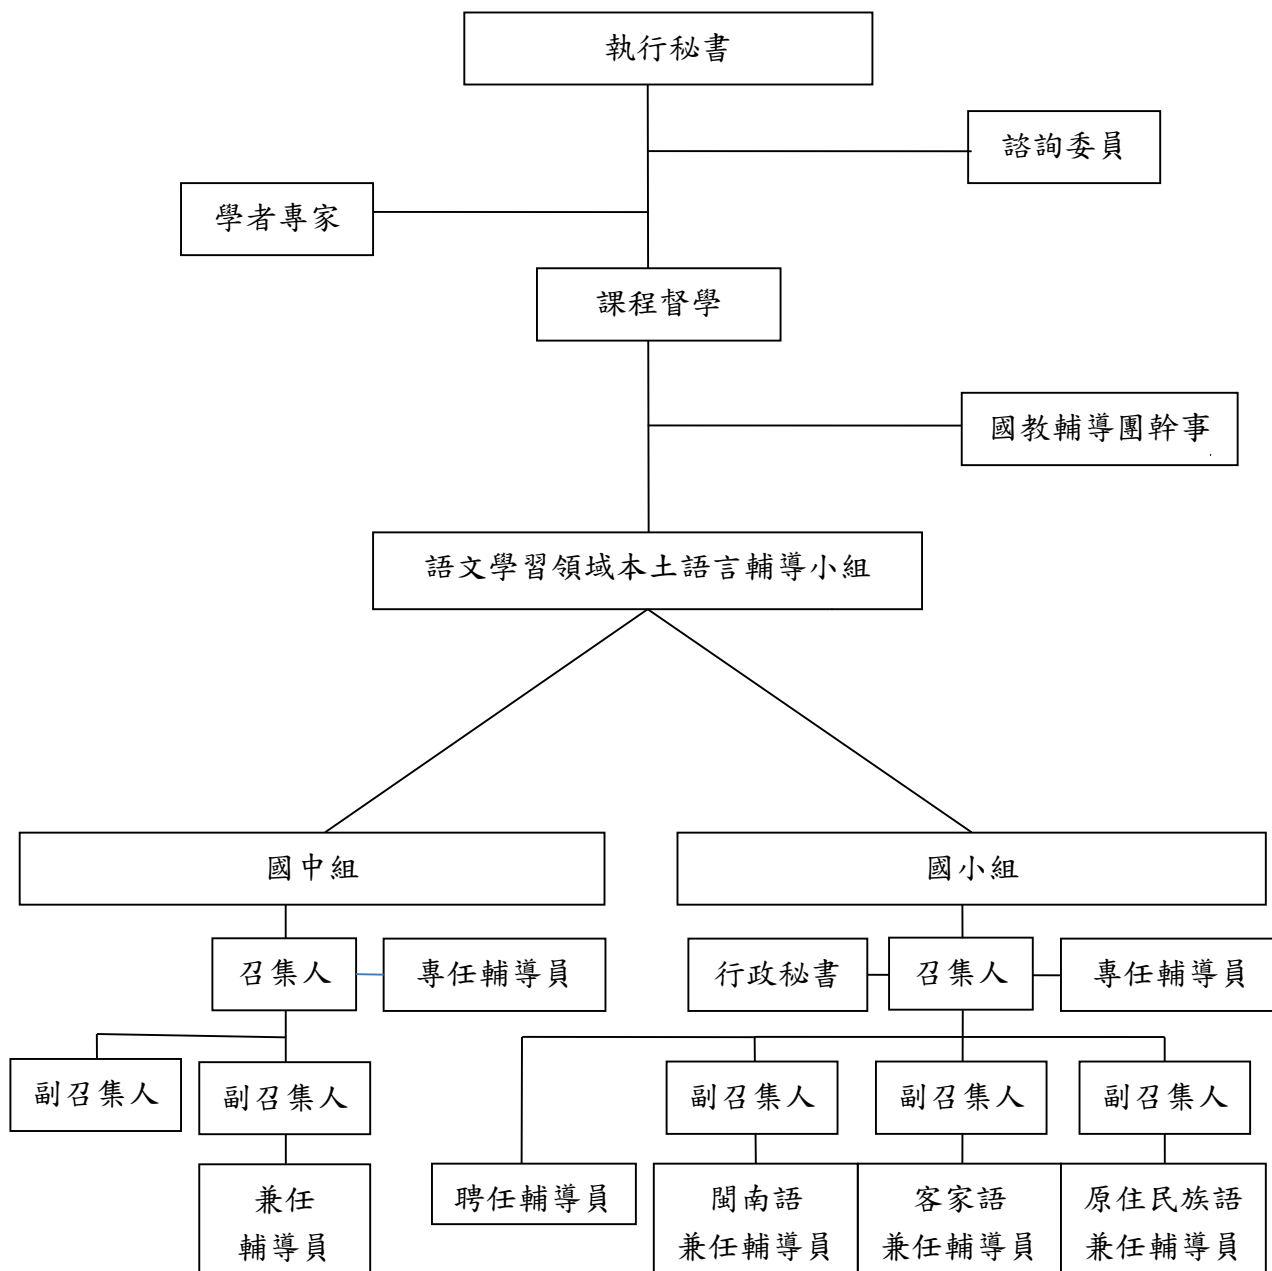 執行秘書
諮詢委員
學者專家
課程督學
國教輔導團幹事
語文學習領域本土語言輔導小組
國中組
國小組
召集人
專任輔導員
行政秘書
召集人
專任輔導員
副召集人
副召集人
副召集人
副召集人
副召集人
兼任
輔導員
聘任輔導員
閩南語
兼任輔導員
客家語
兼任輔導員
原住民族語
兼任輔導員